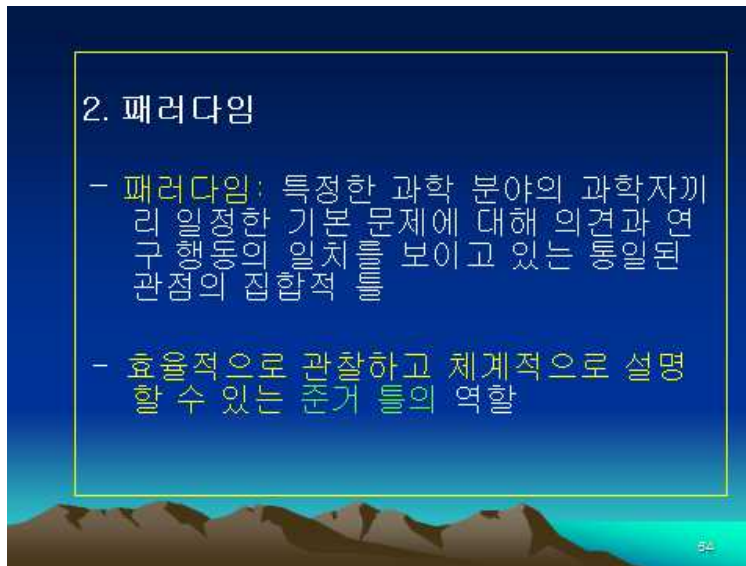 2. 패러다임
- 패러다임: 특정한 과학 분야의 과학자끼
리 일정한 기본 문제에 대해 의견과 연
구 행동의 일치를 보이고 있는 통일된
관점의 집합적 틀
- 효율적으로 관찰하고 체계적으로 설명
할 수 있는 준거 틀의 역할
54